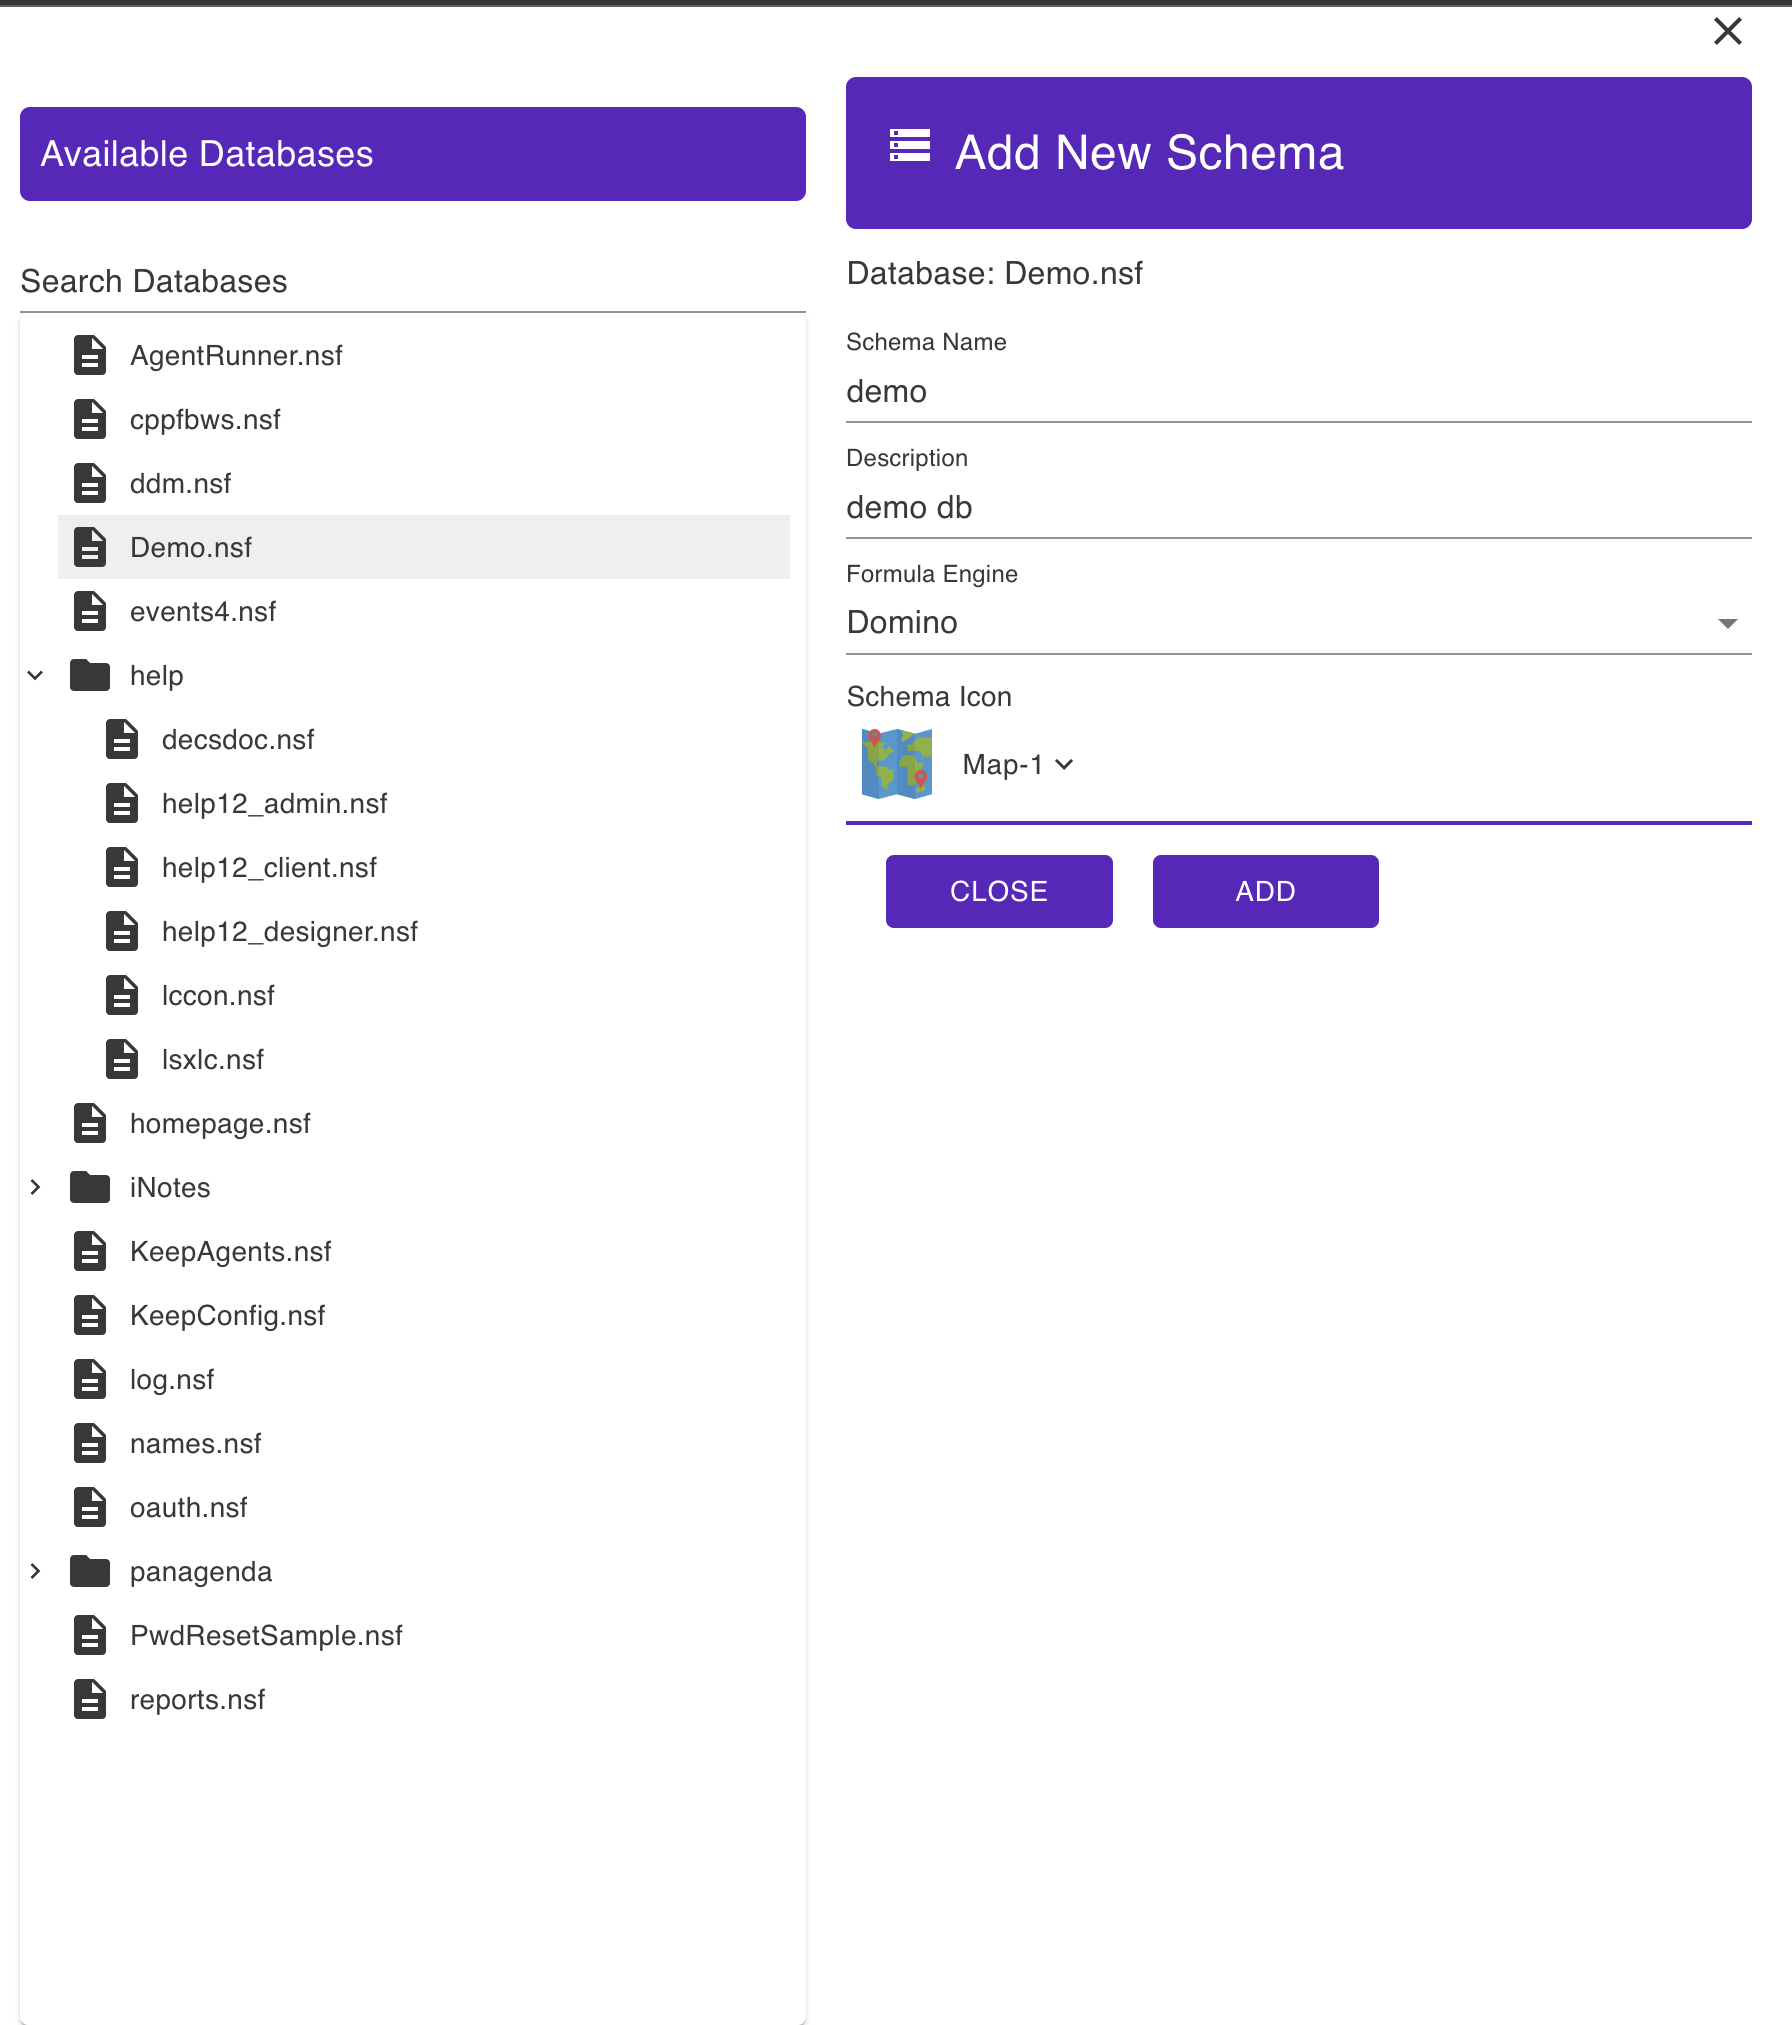 Available Databases
Search Databases
AgentRunner.nsf
cppfbws.nsf
ddm.nsf
Demo.nsf
events4.nsf
help
decsdoc.nsf
help12_admin.nsf
help12_client.nsf
help12_designer.nsf
lccon.nsf
lsxlc.nsf
homepage.nsf
iNotes
KeepAgents.nsf
KeepConfig.nsf
log.nsf
names.nsf
oauth.nsf
panagenda
PwdResetSample.nsf
reports.nsf
Add New Schema
Database: Demo.nsf
Schema Name
demo
Description
demo db
Formula Engine
Domino
Schema Icon
Map-1
CLOSE ADD